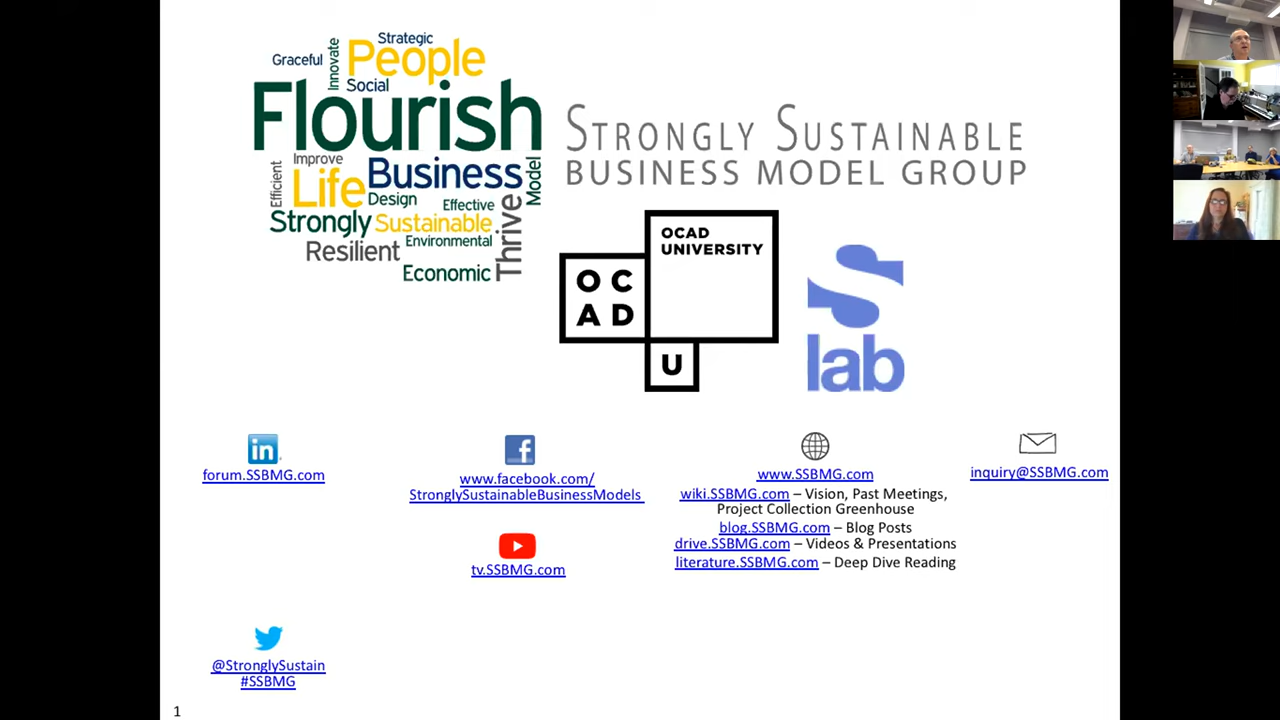 Strategic
Graceful
Innovate
People
Social
Flourish
Improve
Efficient
Life
Business
Model
Design
Effective
Strongly
Sustainable
Thrive
Resilient
Environmental
Economic
STRONGLY SUSTAINABLE
BUSINESS MODEL GROUP
OCAD
UNIVERSITY
O C
A D
U
S
lab
in
forum.SSBMG.com
f
www.facebook.com/
StronglySustainableBusinessModels
www.SSBMG.com
wiki.SSBMG.com – Vision, Past Meetings,
Project Collection Greenhouse
blog.SSBMG.com – Blog Posts
drive.SSBMG.com – Videos & Presentations
literature.SSBMG.com – Deep Dive Reading
inquiry@SSBMG.com
tv.SSBMG.com
@StronglySustain
#SSBMG
1